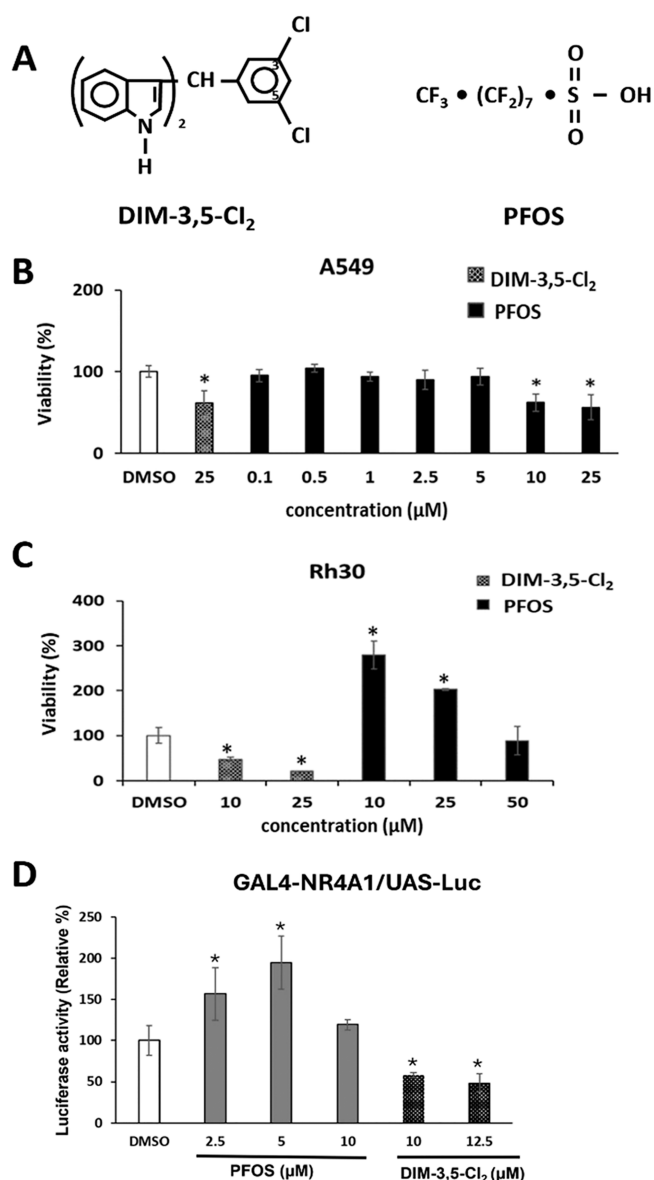 A
Cl
3
CH
5
N
2
H
Cl
O
CF₃ • (CF₂)₇ • S – OH
O
DIM-3,5-Cl₂
PFOS
B
A549
DIM-3,5-Cl₂
PFOS
Viability (%)
200
100
0
DMSO 25 0.1 0.5 1 2.5 5 10 25
* * *
concentration (µM)
C
Rh30
DIM-3,5-Cl₂
PFOS
Viability (%)
400
300
200
100
0
* * * *
DMSO 10 25 10 25 50
concentration (µM)
D
GAL4-NR4A1/UAS-Luc
Luciferase activity (Relative %)
250
200
150
100
50
0
* * * *
DMSO 2.5 5 10 10 12.5
PFOS (µM) DIM-3,5-Cl₂ (µM)